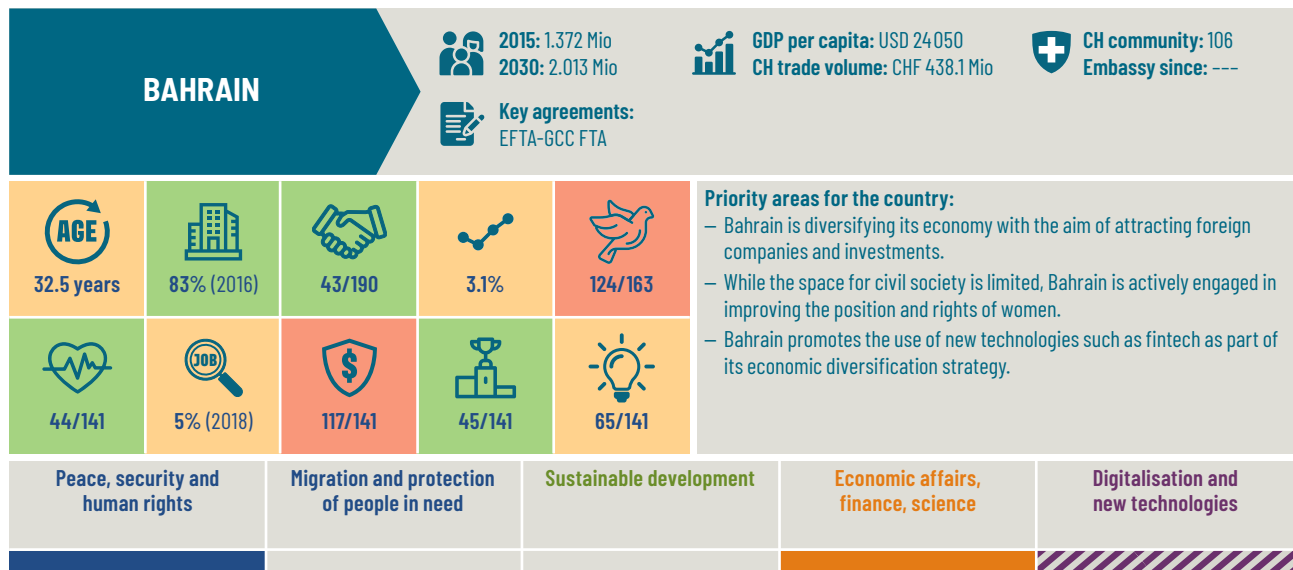 BAHRAIN
2015: 1.372 Mio
2030: 2.013 Mio
GDP per capita: USD 24 050
CH trade volume: CHF 438.1 Mio
CH community: 106
Embassy since: –––
Key agreements:
EFTA-GCC FTA
AGE
32.5 years
83% (2016)
43/190
3.1%
124/163
44/141
JOB
5% (2018)
$
117/141
45/141
65/141
Priority areas for the country:
– Bahrain is diversifying its economy with the aim of attracting foreign
companies and investments.
– While the space for civil society is limited, Bahrain is actively engaged in
improving the position and rights of women.
– Bahrain promotes the use of new technologies such as fintech as part of
its economic diversification strategy.
Peace, security and
human rights
Migration and protection
of people in need
Sustainable development
Economic affairs,
finance, science
Digitalisation and
new technologies